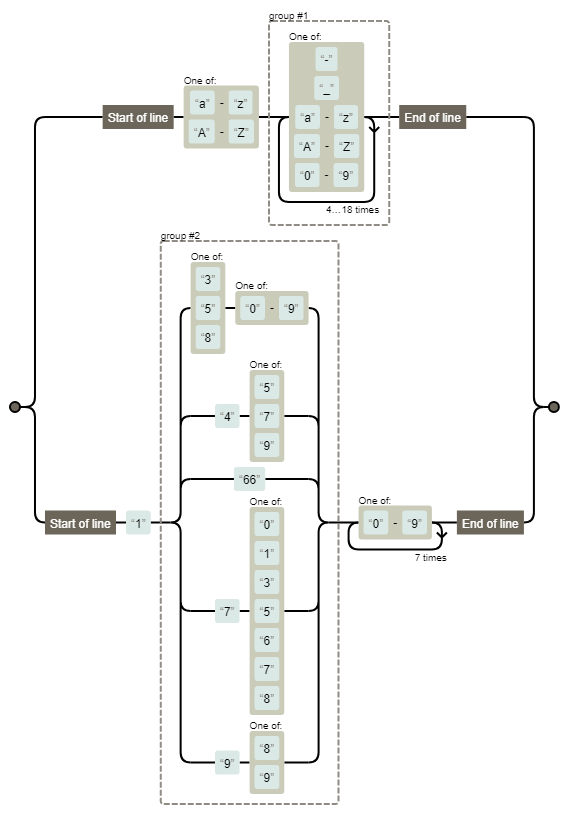 group #1
One of:
“-”
“_”
One of:
“a” - “z”
“A” - “Z”
Start of line
“a” - “z”
“A” - “Z”
“0” - “9”
End of line
4…18 times
group #2
One of:
“3”
“5”
“8”
One of:
“0” - “9”
“4”
One of:
“5”
“7”
“9”
“66”
Start of line
“1”
“7”
One of:
“0”
“1”
“3”
“5”
“6”
“7”
“8”
One of:
“0” - “9”
End of line
7 times
“9”
One of:
“8”
“9”